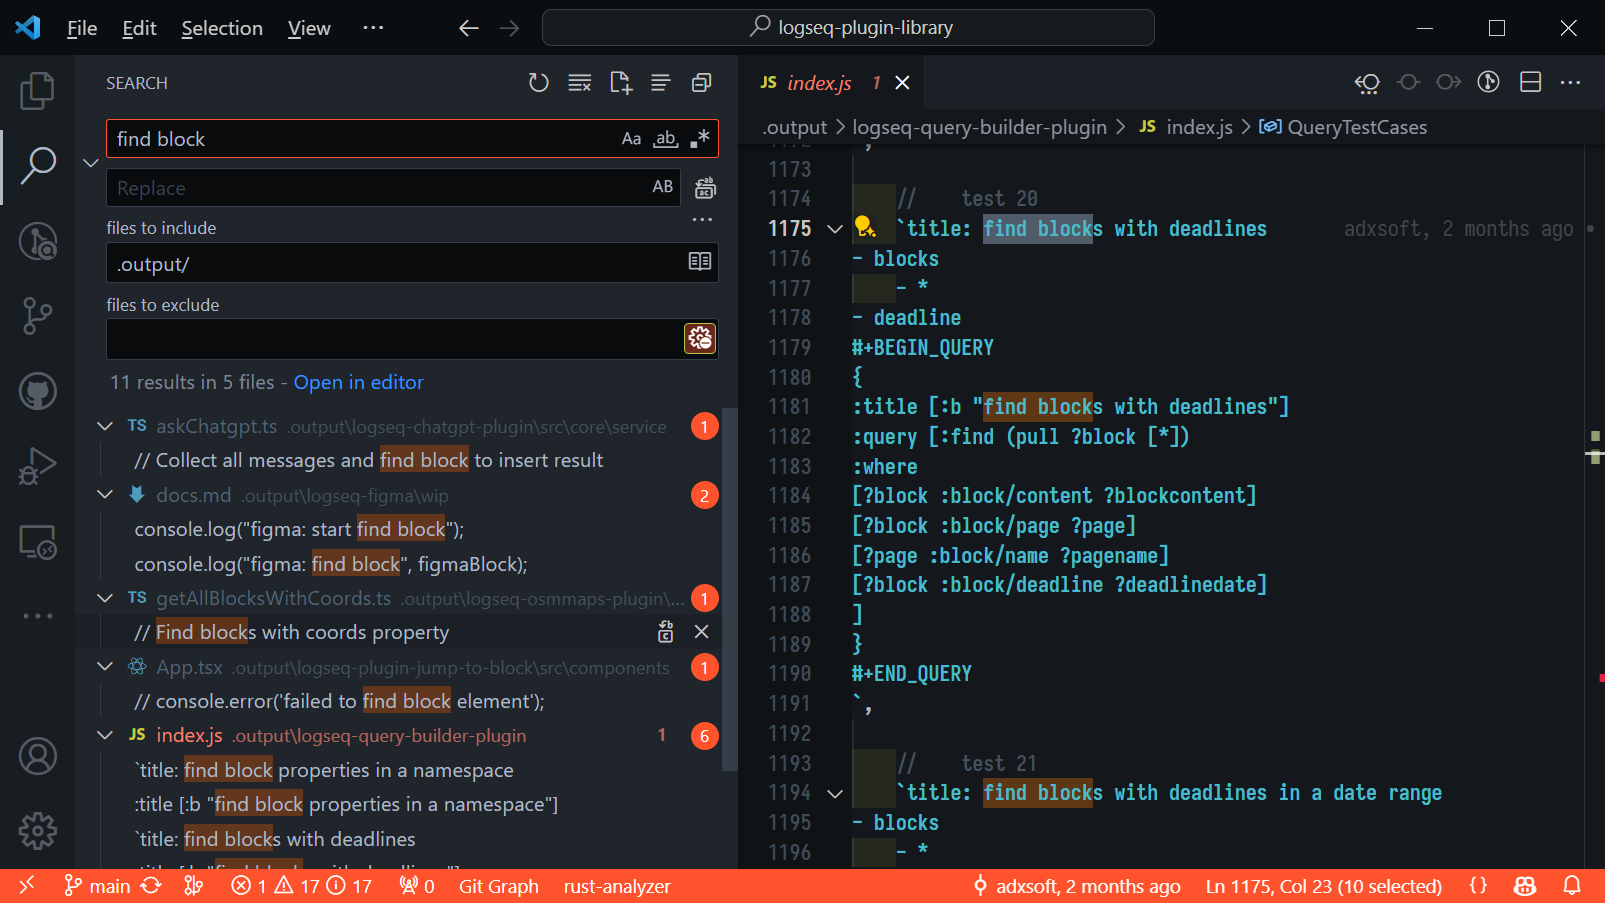 File Edit Selection View ···
logseq-plugin-library
SEARCH
find block
Aa ab .*
Replace
AB
files to include
.output/
files to exclude
11 results in 5 files - Open in editor
TS askChatgpt.ts .output\logseq-chatgpt-plugin\src\core\service 1
// Collect all messages and find block to insert result
docs.md .output\logseq-figma\wip 2
console.log("figma: start find block");
console.log("figma: find block", figmaBlock);
TS getAllBlocksWithCoords.ts .output\logseq-osmmaps-plugin\... 1
// Find blocks with coords property
App.tsx .output\logseq-plugin-jump-to-block\src\components 1
// console.error('failed to find block element');
JS index.js .output\logseq-query-builder-plugin 1 6
`title: find block properties in a namespace
:title [:b "find block properties in a namespace"]
`title: find blocks with deadlines
JS index.js 1
.output > logseq-query-builder-plugin > JS index.js > QueryTestCases
1172 `,
1173
1174 // test 20
1175 `title: find blocks with deadlines adxsoft, 2 months ago •
1176 - blocks
1177 - *
1178 - deadline
1179 #+BEGIN_QUERY
1180 {
1181 :title [:b "find blocks with deadlines"]
1182 :query [:find (pull ?block [*])
1183 :where
1184 [?block :block/content ?blockcontent]
1185 [?block :block/page ?page]
1186 [?page :block/name ?pagename]
1187 [?block :block/deadline ?deadlinedate]
1188 ]
1189 }
1190 #+END_QUERY
1191 `,
1192
1193 // test 21
1194 `title: find blocks with deadlines in a date range
1195 - blocks
1196 - *
main 1 17 17 0 Git Graph rust-analyzer adxsoft, 2 months ago Ln 1175, Col 23 (10 selected) {}